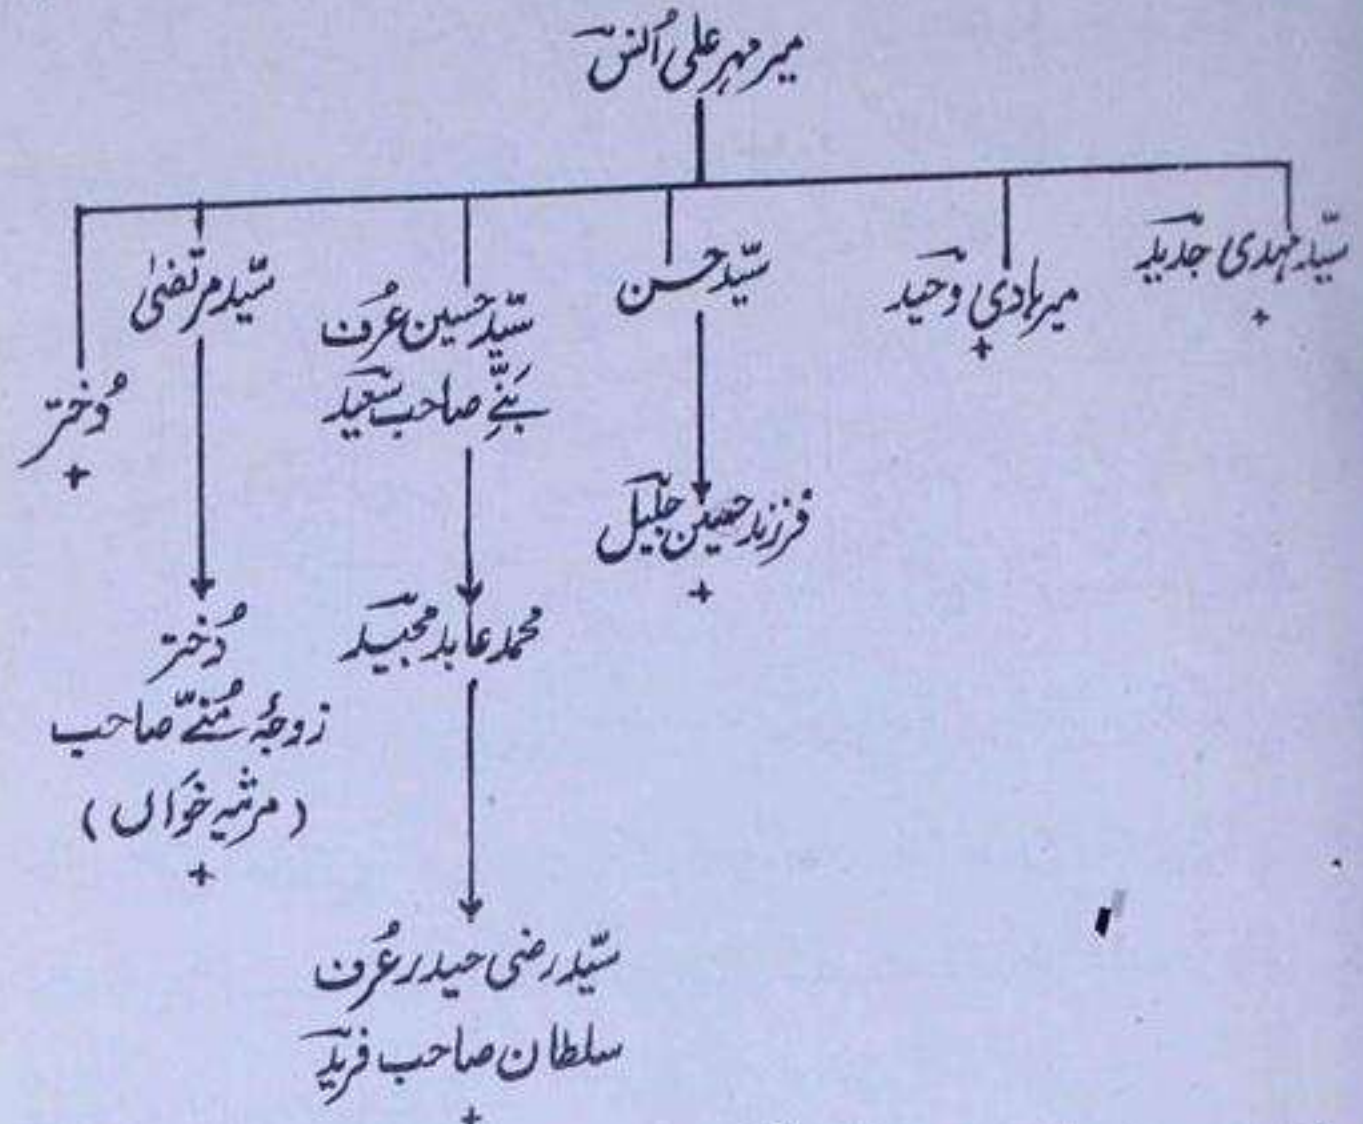 میر مہر علی اُنسؔ
سیّد مہدی جدیدؔ
+
میر ہادی وحیدؔ
+
سیّد حسن
فرزند حسین جلیلؔ
+
سیّد حسین عُرف
بَنّے صاحب سعیدؔ
محمد عابد مجیدؔ
سیّد رضی حیدر عُرف
سلطان صاحب فریدؔ
+
سیّد مرتضیٰ
دُختر
زوجۂ مُنّے صاحب
(مرثیہ خواں)
+
دُختر
+